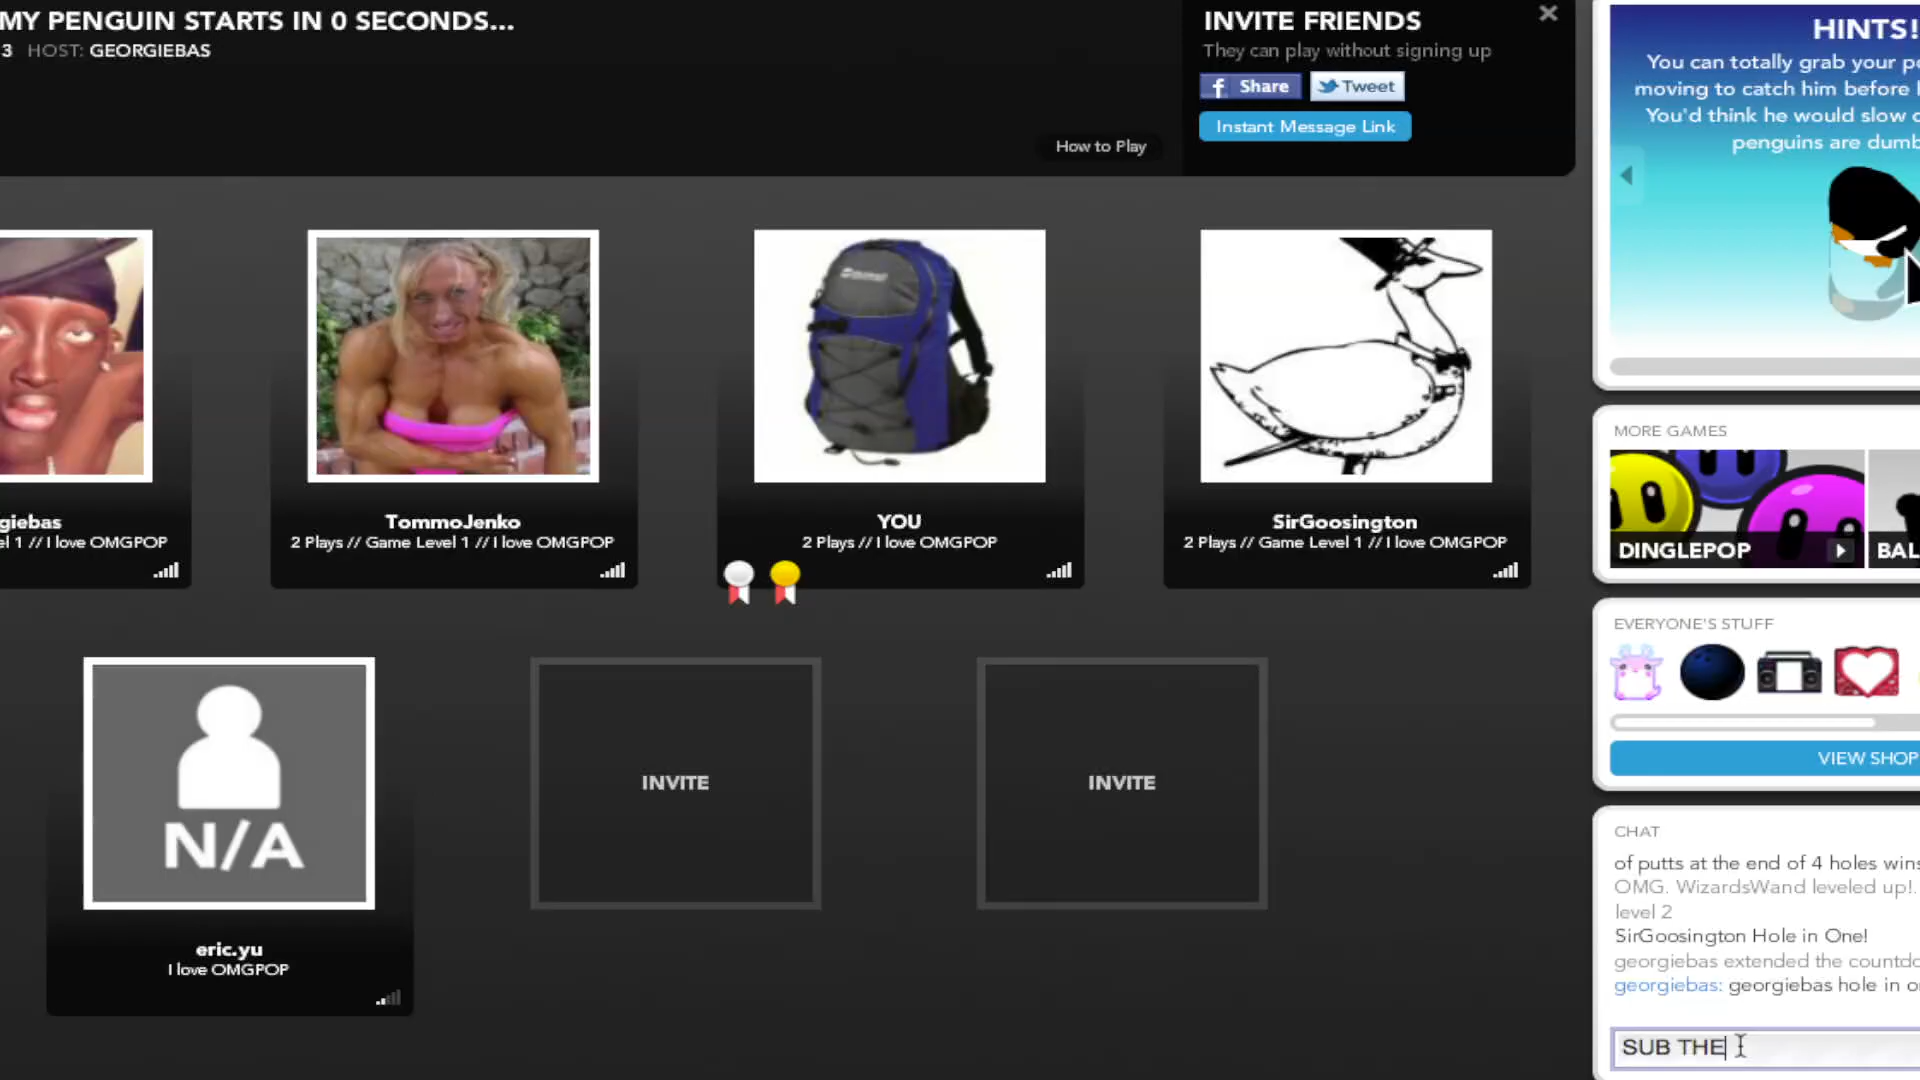 MY PENGUIN STARTS IN 0 SECONDS...
3 HOST: GEORGIEBAS
How to Play
INVITE FRIENDS
They can play without signing up
f Share
Tweet
Instant Message Link
HINTS!
You can totally grab your pe
moving to catch him before
You'd think he would slow
penguins are dumb
giebas
el 1 // I love OMGPOP
TommoJenko
2 Plays // Game Level 1 // I love OMGPOP
YOU
2 Plays // I love OMGPOP
SirGoosington
2 Plays // Game Level 1 // I love OMGPOP
N/A
eric.yu
I love OMGPOP
INVITE
INVITE
MORE GAMES
DINGLEPOP
BAL
EVERYONE'S STUFF
VIEW SHOP
CHAT
of putts at the end of 4 holes wins
OMG. WizardsWand leveled up!.
level 2
SirGoosington Hole in One!
georgiebas extended the countdo
georgiebas: georgiebas hole in o
SUB THE